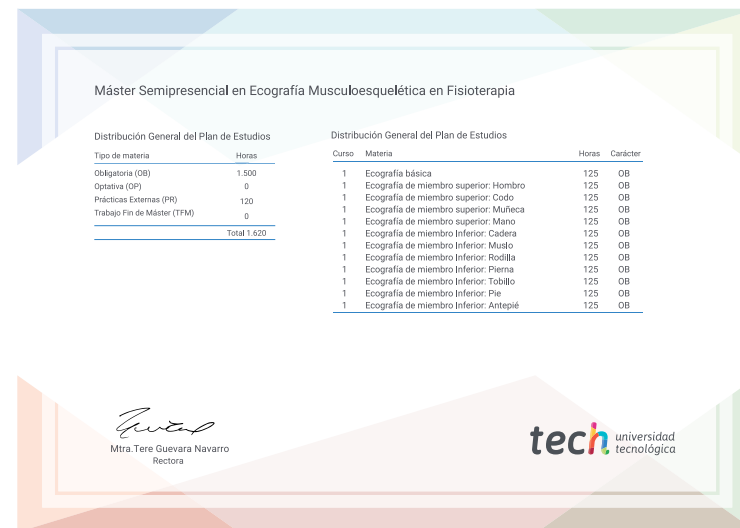 Máster Semipresencial en Ecografía Musculoesquelética en Fisioterapia
Distribución General del Plan de Estudios
Tipo de materia Horas
Obligatoria (OB) 1.500
Optativa (OP) 0
Prácticas Externas (PR) 120
Trabajo Fin de Máster (TFM) 0
Total 1.620
Distribución General del Plan de Estudios
Curso Materia Horas Carácter
1 Ecografía básica 125 OB
1 Ecografía de miembro superior: Hombro 125 OB
1 Ecografía de miembro superior: Codo 125 OB
1 Ecografía de miembro superior: Muñeca 125 OB
1 Ecografía de miembro superior: Mano 125 OB
1 Ecografía de miembro Inferior: Cadera 125 OB
1 Ecografía de miembro Inferior: Muslo 125 OB
1 Ecografía de miembro Inferior: Rodilla 125 OB
1 Ecografía de miembro Inferior: Pierna 125 OB
1 Ecografía de miembro Inferior: Tobillo 125 OB
1 Ecografía de miembro Inferior: Pie 125 OB
1 Ecografía de miembro Inferior: Antepié 125 OB
Mtra.Tere Guevara Navarro
Rectora
tech universidad
tecnológica